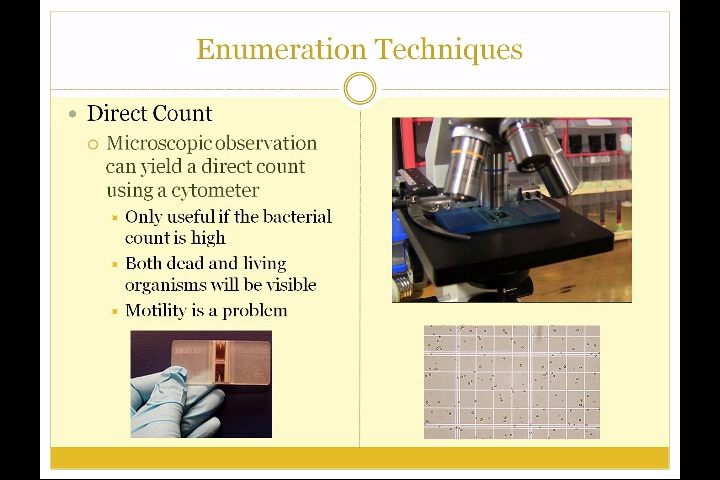 Enumeration Techniques
Direct Count
Microscopic observation
can yield a direct count
using a cytometer
Only useful if the bacterial
count is high
Both dead and living
organisms will be visible
Motility is a problem